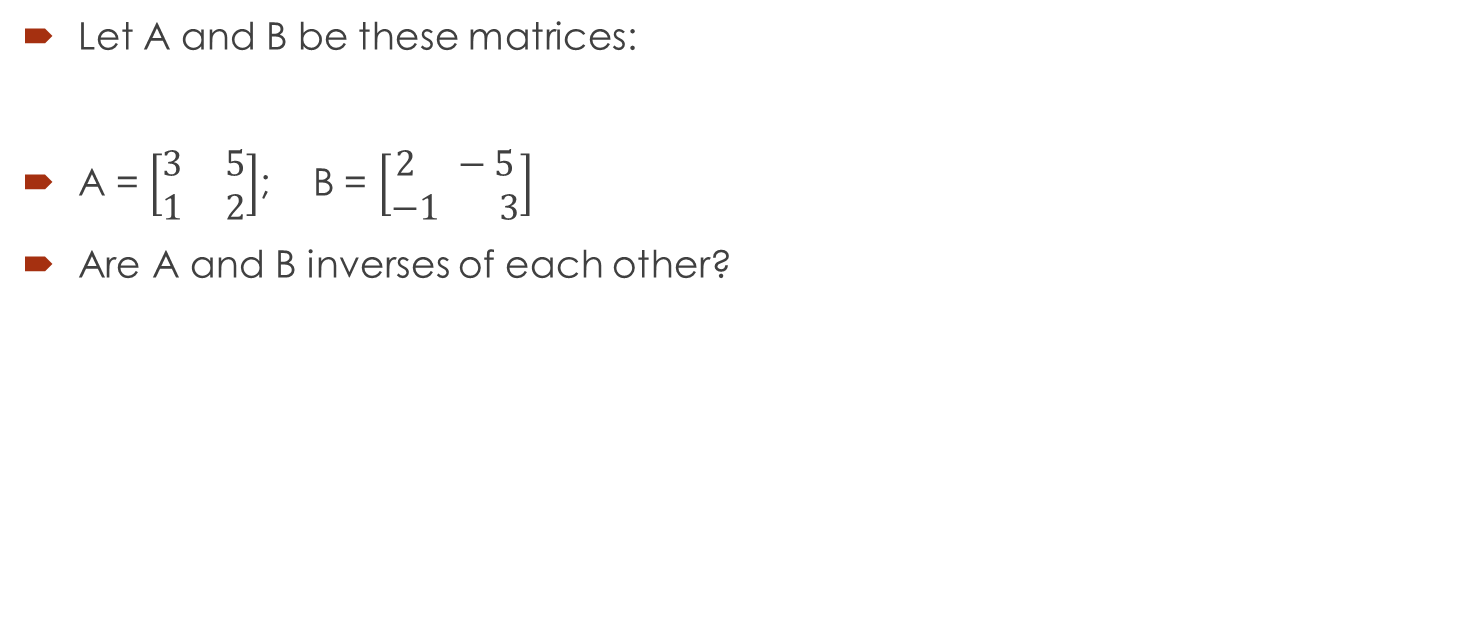 Let A and B be these matrices:
A = [3 5
1 2]; B = [2 − 5
−1 3]
Are A and B inverses of each other?